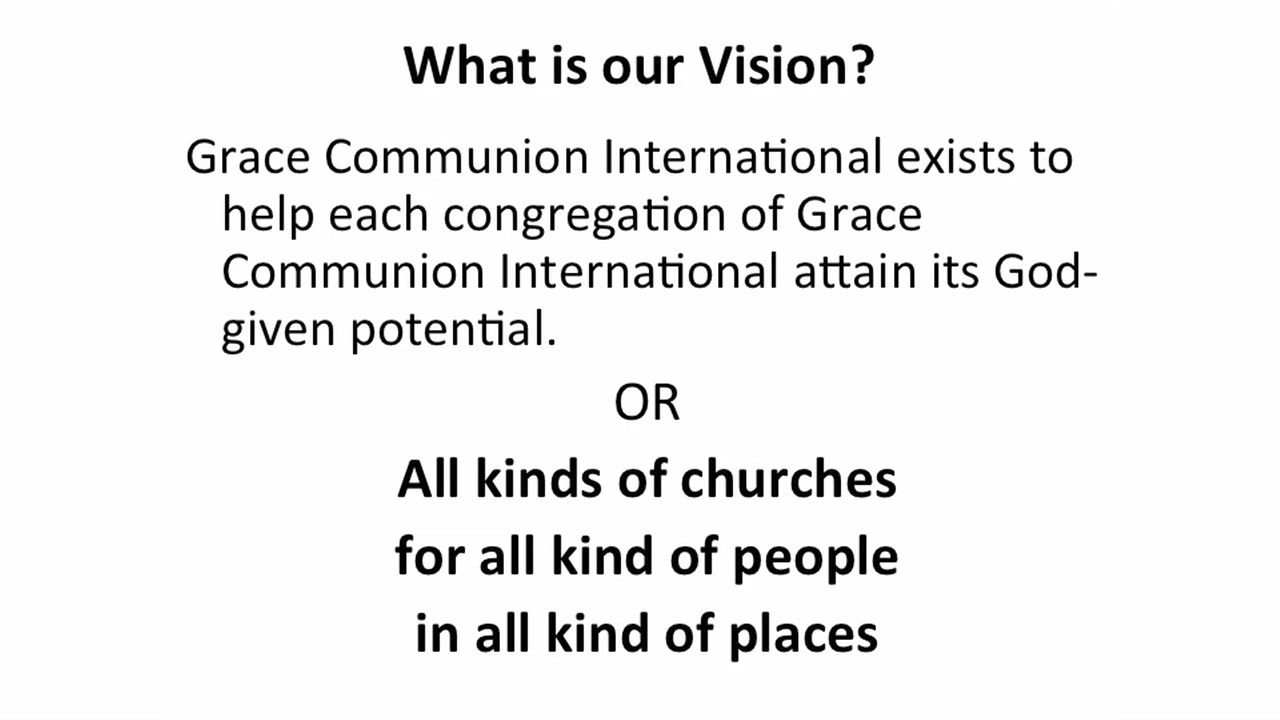 What is our Vision?
Grace Communion International exists to
help each congregation of Grace
Communion International attain its God-
given potential.
OR
All kinds of churches
for all kind of people
in all kind of places